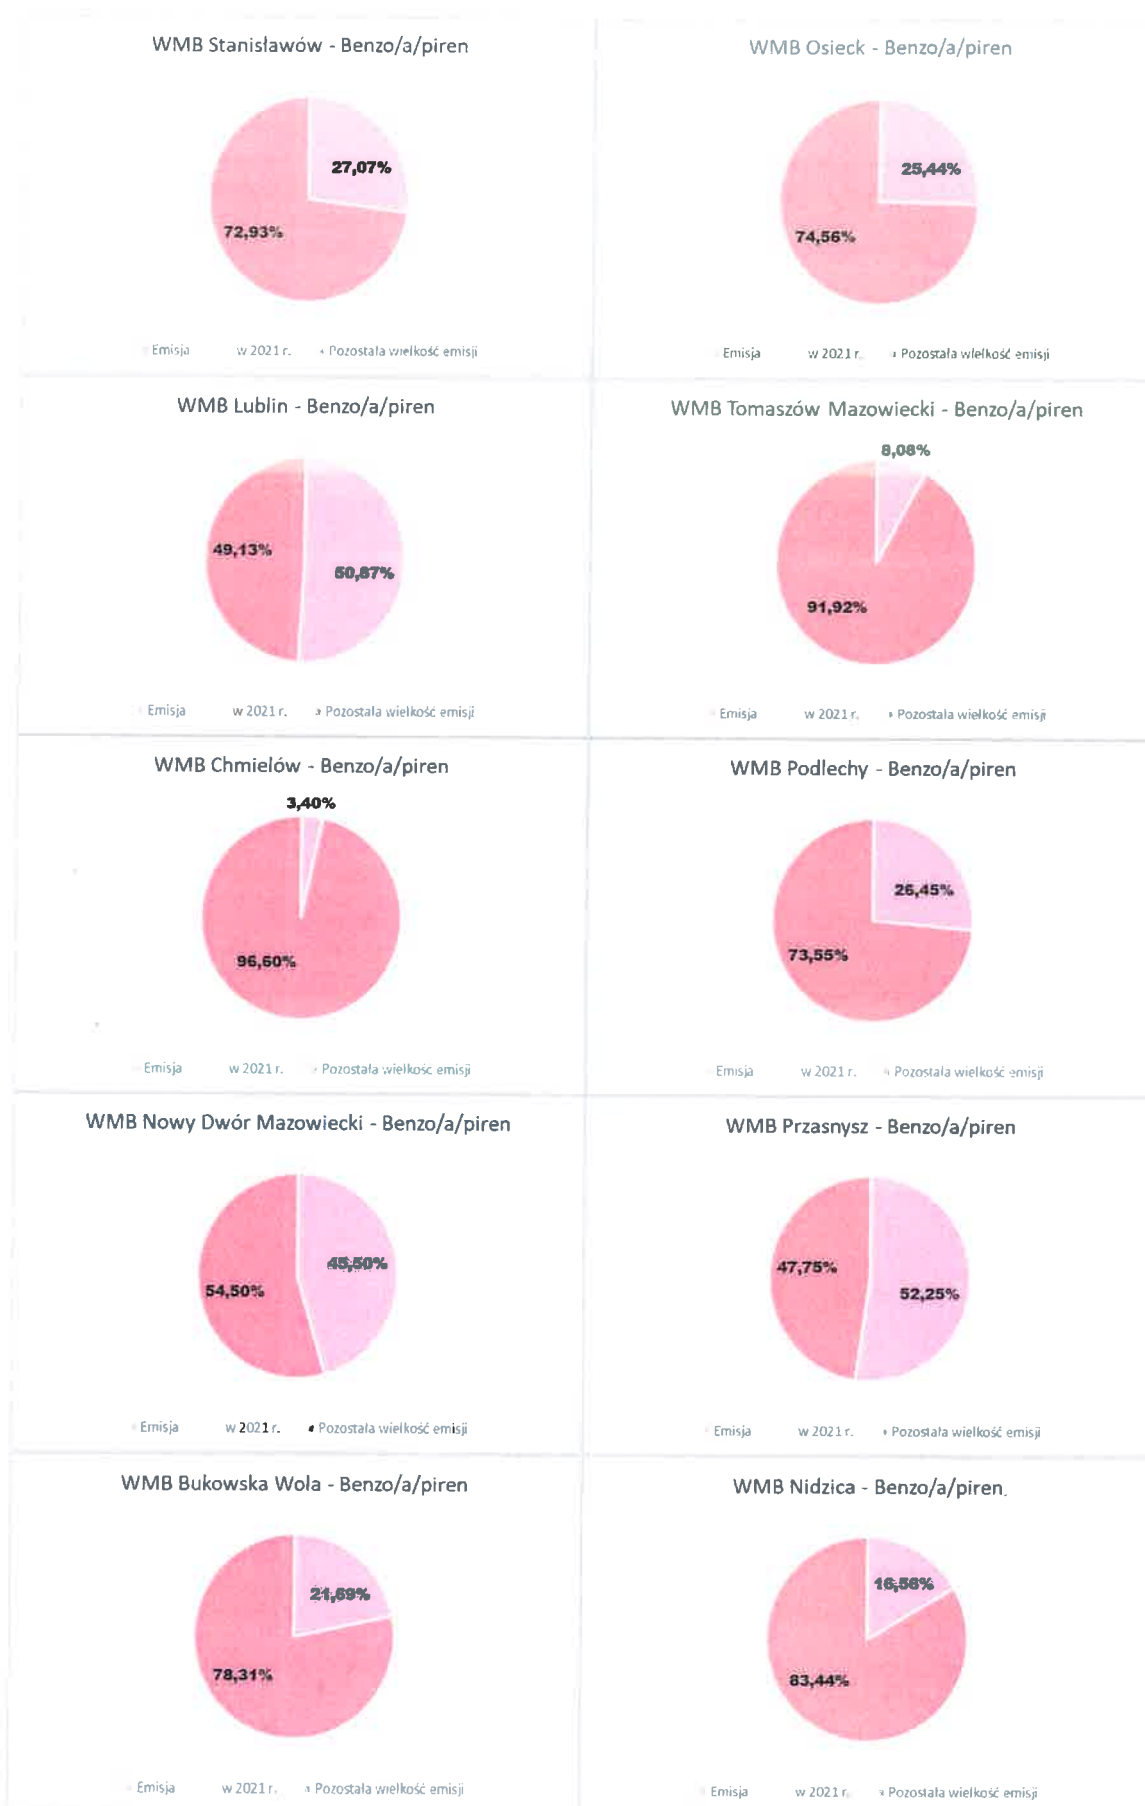 WMB Stanisławów - Benzo/a/piren
27,07%
72,93%
Emisja w 2021 r. Pozostała wielkość emisji
WMB Osieck - Benzo/a/piren
25,44%
74,56%
Emisja w 2021 r. Pozostała wielkość emisji
WMB Lublin - Benzo/a/piren
49,13%
50,87%
Emisja w 2021 r. Pozostała wielkość emisji
WMB Tomaszów Mazowiecki - Benzo/a/piren
8,08%
91,92%
Emisja w 2021 r. Pozostała wielkość emisji
WMB Chmielów - Benzo/a/piren
3,40%
96,60%
Emisja w 2021 r. Pozostała wielkość emisji
WMB Podlechy - Benzo/a/piren
26,45%
73,55%
Emisja w 2021 r. Pozostała wielkość emisji
WMB Nowy Dwór Mazowiecki - Benzo/a/piren
45,50%
54,50%
Emisja w 2021 r. Pozostała wielkość emisji
WMB Przasnysz - Benzo/a/piren
47,75%
52,25%
Emisja w 2021 r. Pozostała wielkość emisji
WMB Bukowska Wola - Benzo/a/piren
21,69%
78,31%
Emisja w 2021 r. Pozostała wielkość emisji
WMB Nidzica - Benzo/a/piren
16,56%
83,44%
Emisja w 2021 r. Pozostała wielkość emisji